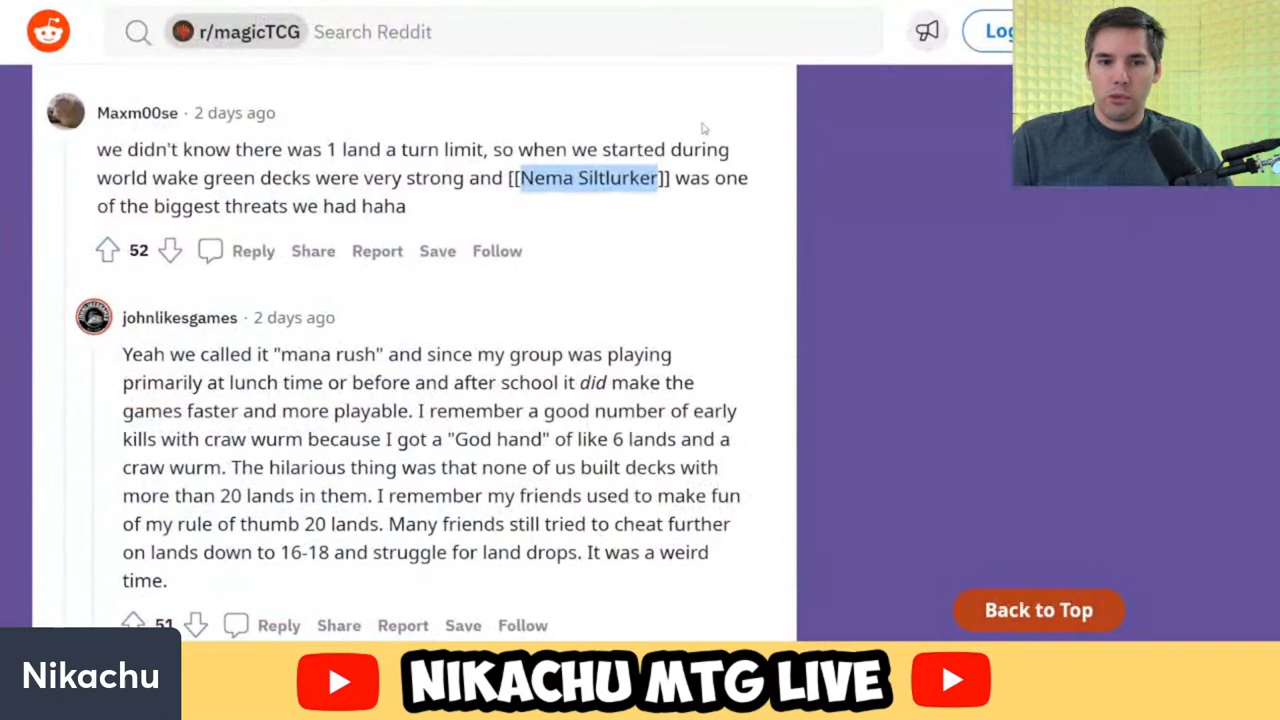 r/magicTCG Search Reddit
Maxm00se · 2 days ago
we didn't know there was 1 land a turn limit, so when we started during
world wake green decks were very strong and [[Nema Siltlurker]] was one
of the biggest threats we had haha
52 Reply Share Report Save Follow
johnlikesgames · 2 days ago
Yeah we called it "mana rush" and since my group was playing
primarily at lunch time or before and after school it did make the
games faster and more playable. I remember a good number of early
kills with craw wurm because I got a "God hand" of like 6 lands and a
craw wurm. The hilarious thing was that none of us built decks with
more than 20 lands in them. I remember my friends used to make fun
of my rule of thumb 20 lands. Many friends still tried to cheat further
on lands down to 16-18 and struggle for land drops. It was a weird
time.
Back to Top
51 Reply Share Report Save Follow
Nikachu
NIKACHU MTG LIVE